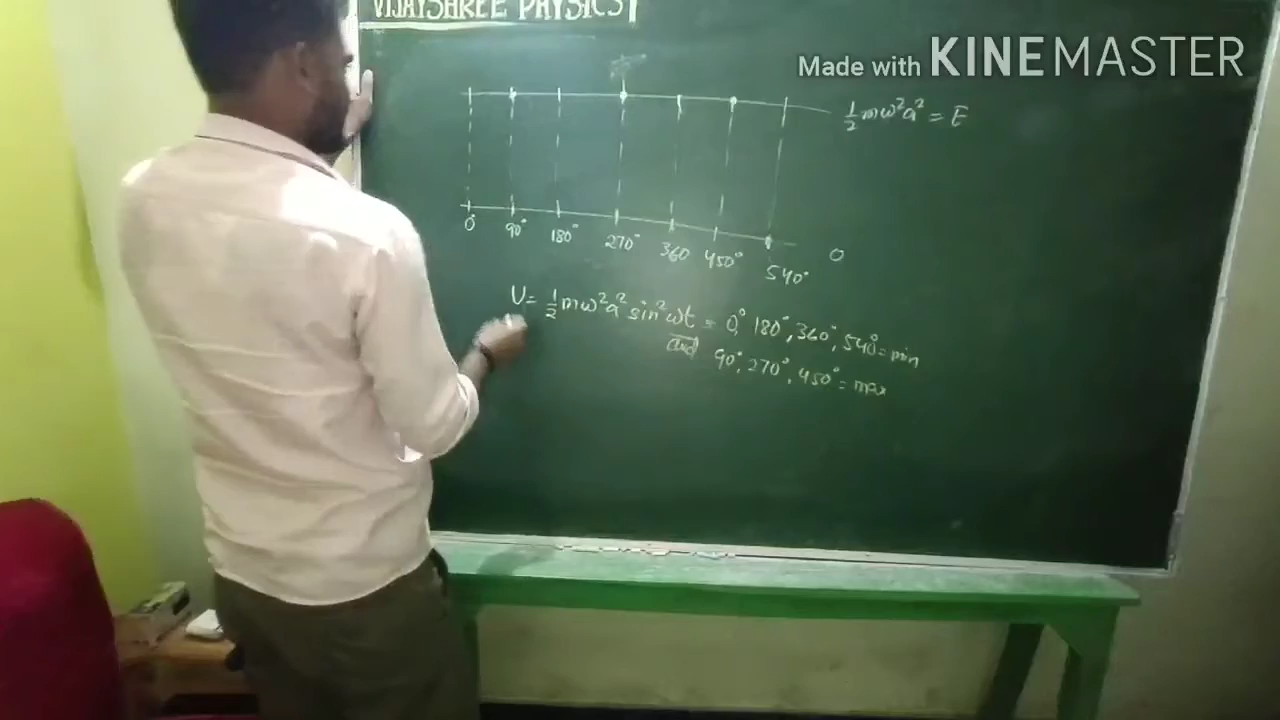 VIJAYSHREE PHYSICS
Made with KINEMASTER
½mω²a² = E
0° 90° 180° 270° 360 450° 540° 0
U = ½mω²a² sin²ωt = 0°, 180°, 360°, 540° = min
and 90°, 270°, 450° = max